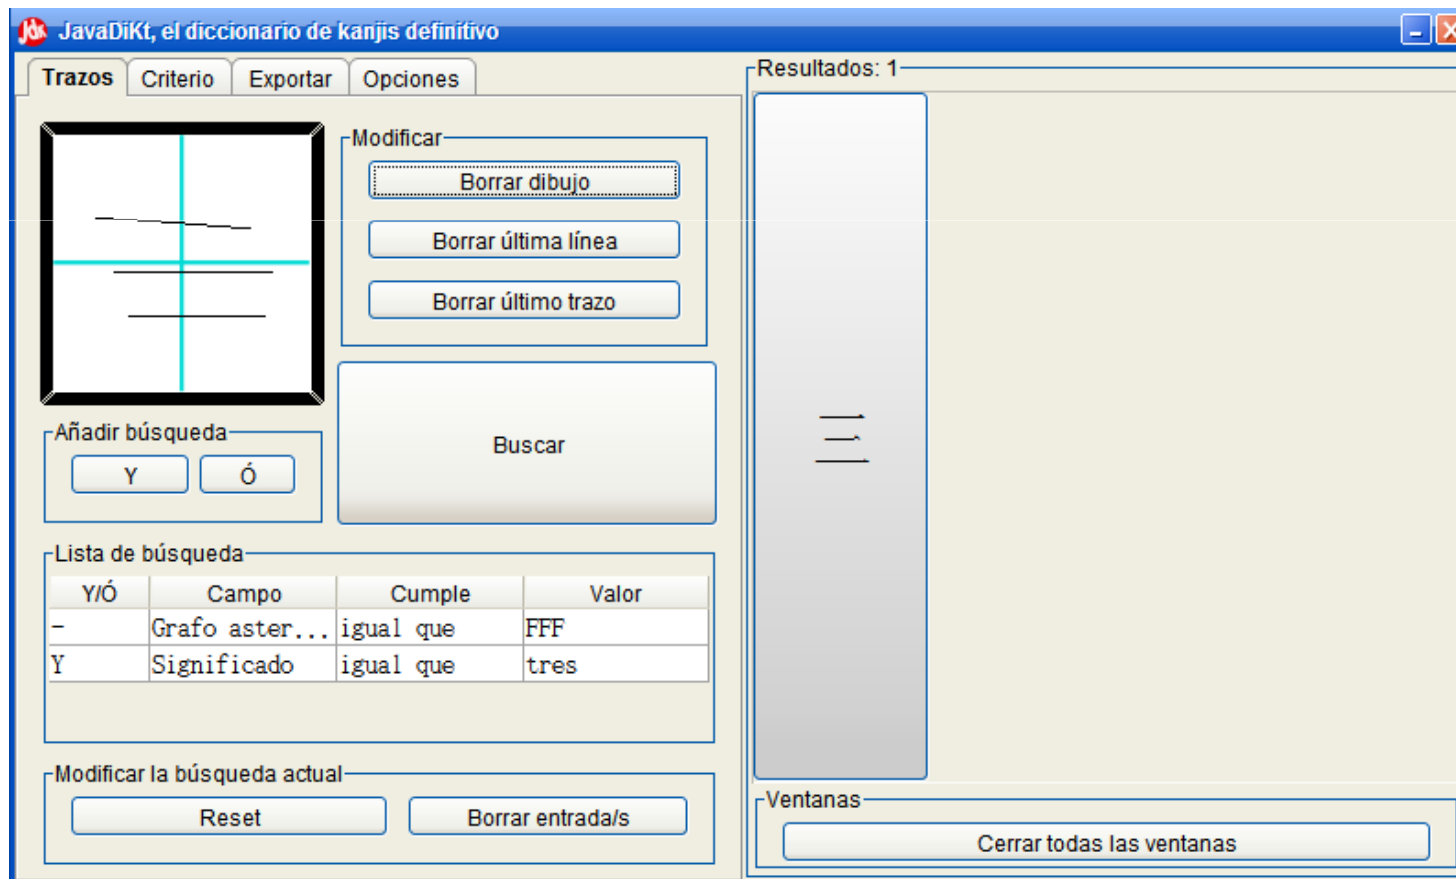 Jdk JavaDiKt, el diccionario de kanjis definitivo
Trazos Criterio Exportar Opciones
Modificar
Borrar dibujo
Borrar última línea
Borrar último trazo
Añadir búsqueda
Y Ó
Buscar
Lista de búsqueda
Y/Ó Campo Cumple Valor
- Grafo aster... igual que FFF
Y Significado igual que tres
Modificar la búsqueda actual
Reset Borrar entrada/s
Resultados: 1
三
Ventanas
Cerrar todas las ventanas